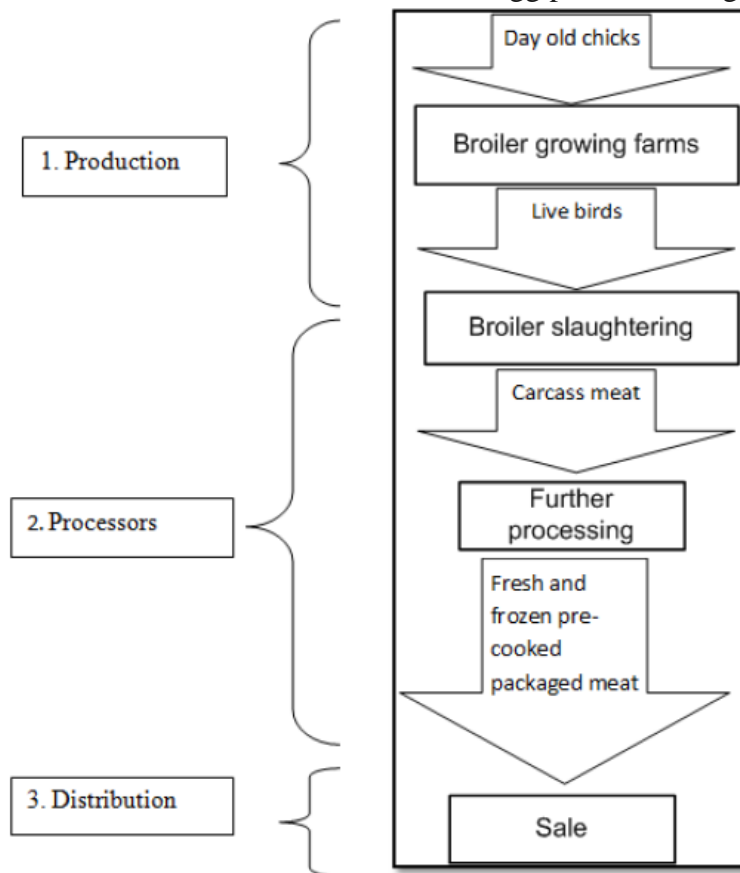 Day old chicks
1. Production
Broiler growing farms
Live birds
Broiler slaughtering
Carcass meat
2. Processors
Further
processing
Fresh and
frozen pre-
cooked
packaged meat
3. Distribution
Sale